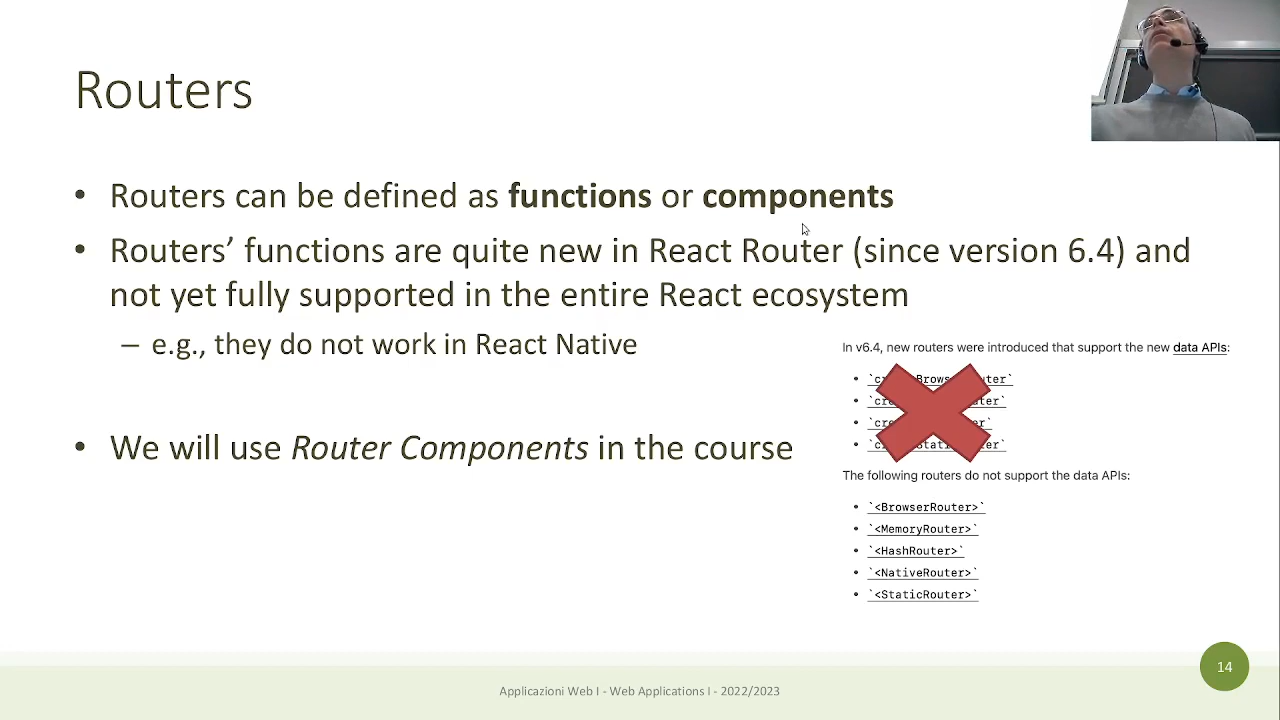 Routers
• Routers can be defined as functions or components
• Routers’ functions are quite new in React Router (since version 6.4) and
not yet fully supported in the entire React ecosystem
– e.g., they do not work in React Native
In v6.4, new routers were introduced that support the new data APIs:
• We will use Router Components in the course
The following routers do not support the data APIs:
• `<BrowserRouter>`
• `<MemoryRouter>`
• `<HashRouter>`
• `<NativeRouter>`
• `<StaticRouter>`
Applicazioni Web I - Web Applications I - 2022/2023
14